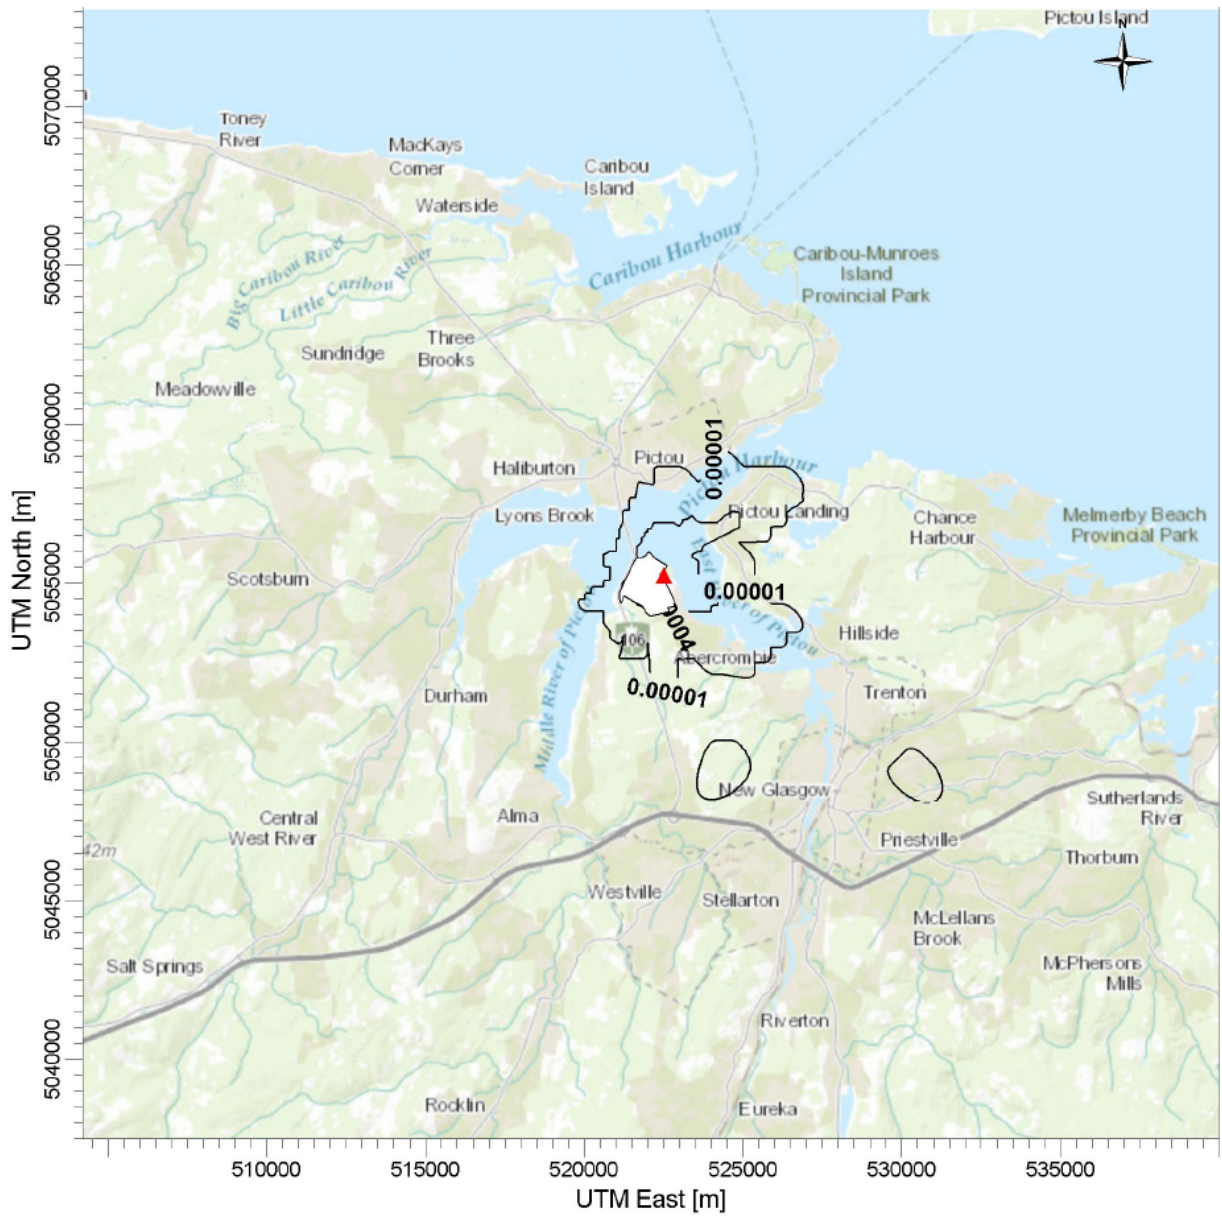 Pictou Island
N
5070000
Toney
River
MacKays
Corner
Caribou
Island
Waterside
Caribou Harbour
5065000
Big Caribou River
Little Caribou River
Caribou-Munroes
Island
Provincial Park
Three
Brooks
Sundridge
Meadowville
5060000
0.00001
Pictou
Haliburton
Pictou Harbour
Lyons Brook
Pictou Landing
Chance
Harbour
Melmerby Beach
Provincial Park
UTM North [m]
5055000
Scotsburn
East River of Pictou
0.00001
106
0004
Hillside
Abercrombie
Middle River of Pictou
0.00001
Durham
Trenton
5050000
New Glasgow
Central
West River
Alma
Sutherlands
River
Priestville
42m
Thorburn
5045000
Westville
Stellarton
McLellans
Brook
Salt Springs
McPhersons
Mills
5040000
Riverton
Rocklin
Eureka
510000
515000
520000
525000
530000
535000
UTM East [m]